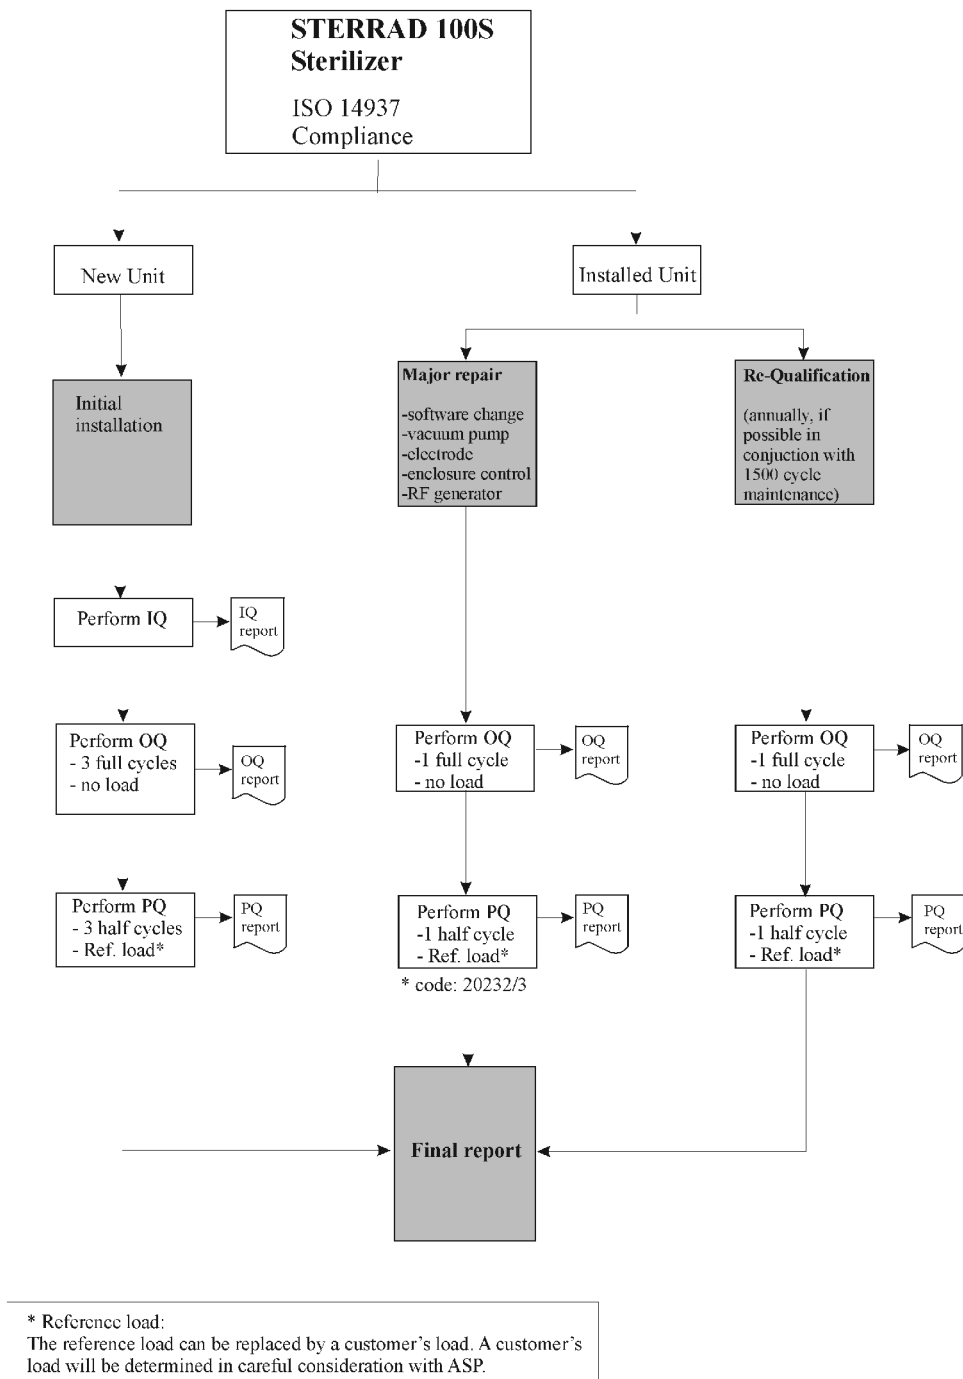 STERRAD 100S
Sterilizer
ISO 14937
Compliance
New Unit
Installed Unit
Initial
installation
Major repair
-software change
-vacuum pump
-electrode
-enclosure control
-RF generator
Re-Qualification
(annually, if
possible in
conjuction with
1500 cycle
maintenance)
Perform IQ
IQ
report
Perform OQ
- 3 full cycles
- no load
OQ
report
Perform OQ
-1 full cycle
- no load
OQ
report
Perform OQ
-1 full cycle
- no load
OQ
report
Perform PQ
- 3 half cycles
- Ref. load*
PQ
report
Perform PQ
-1 half cycle
- Ref. load*
PQ
report
* code: 20232/3
Perform PQ
-1 half cycle
- Ref. load*
PQ
report
Final report
* Reference load:
The reference load can be replaced by a customer's load. A customer's
load will be determined in careful consideration with ASP.